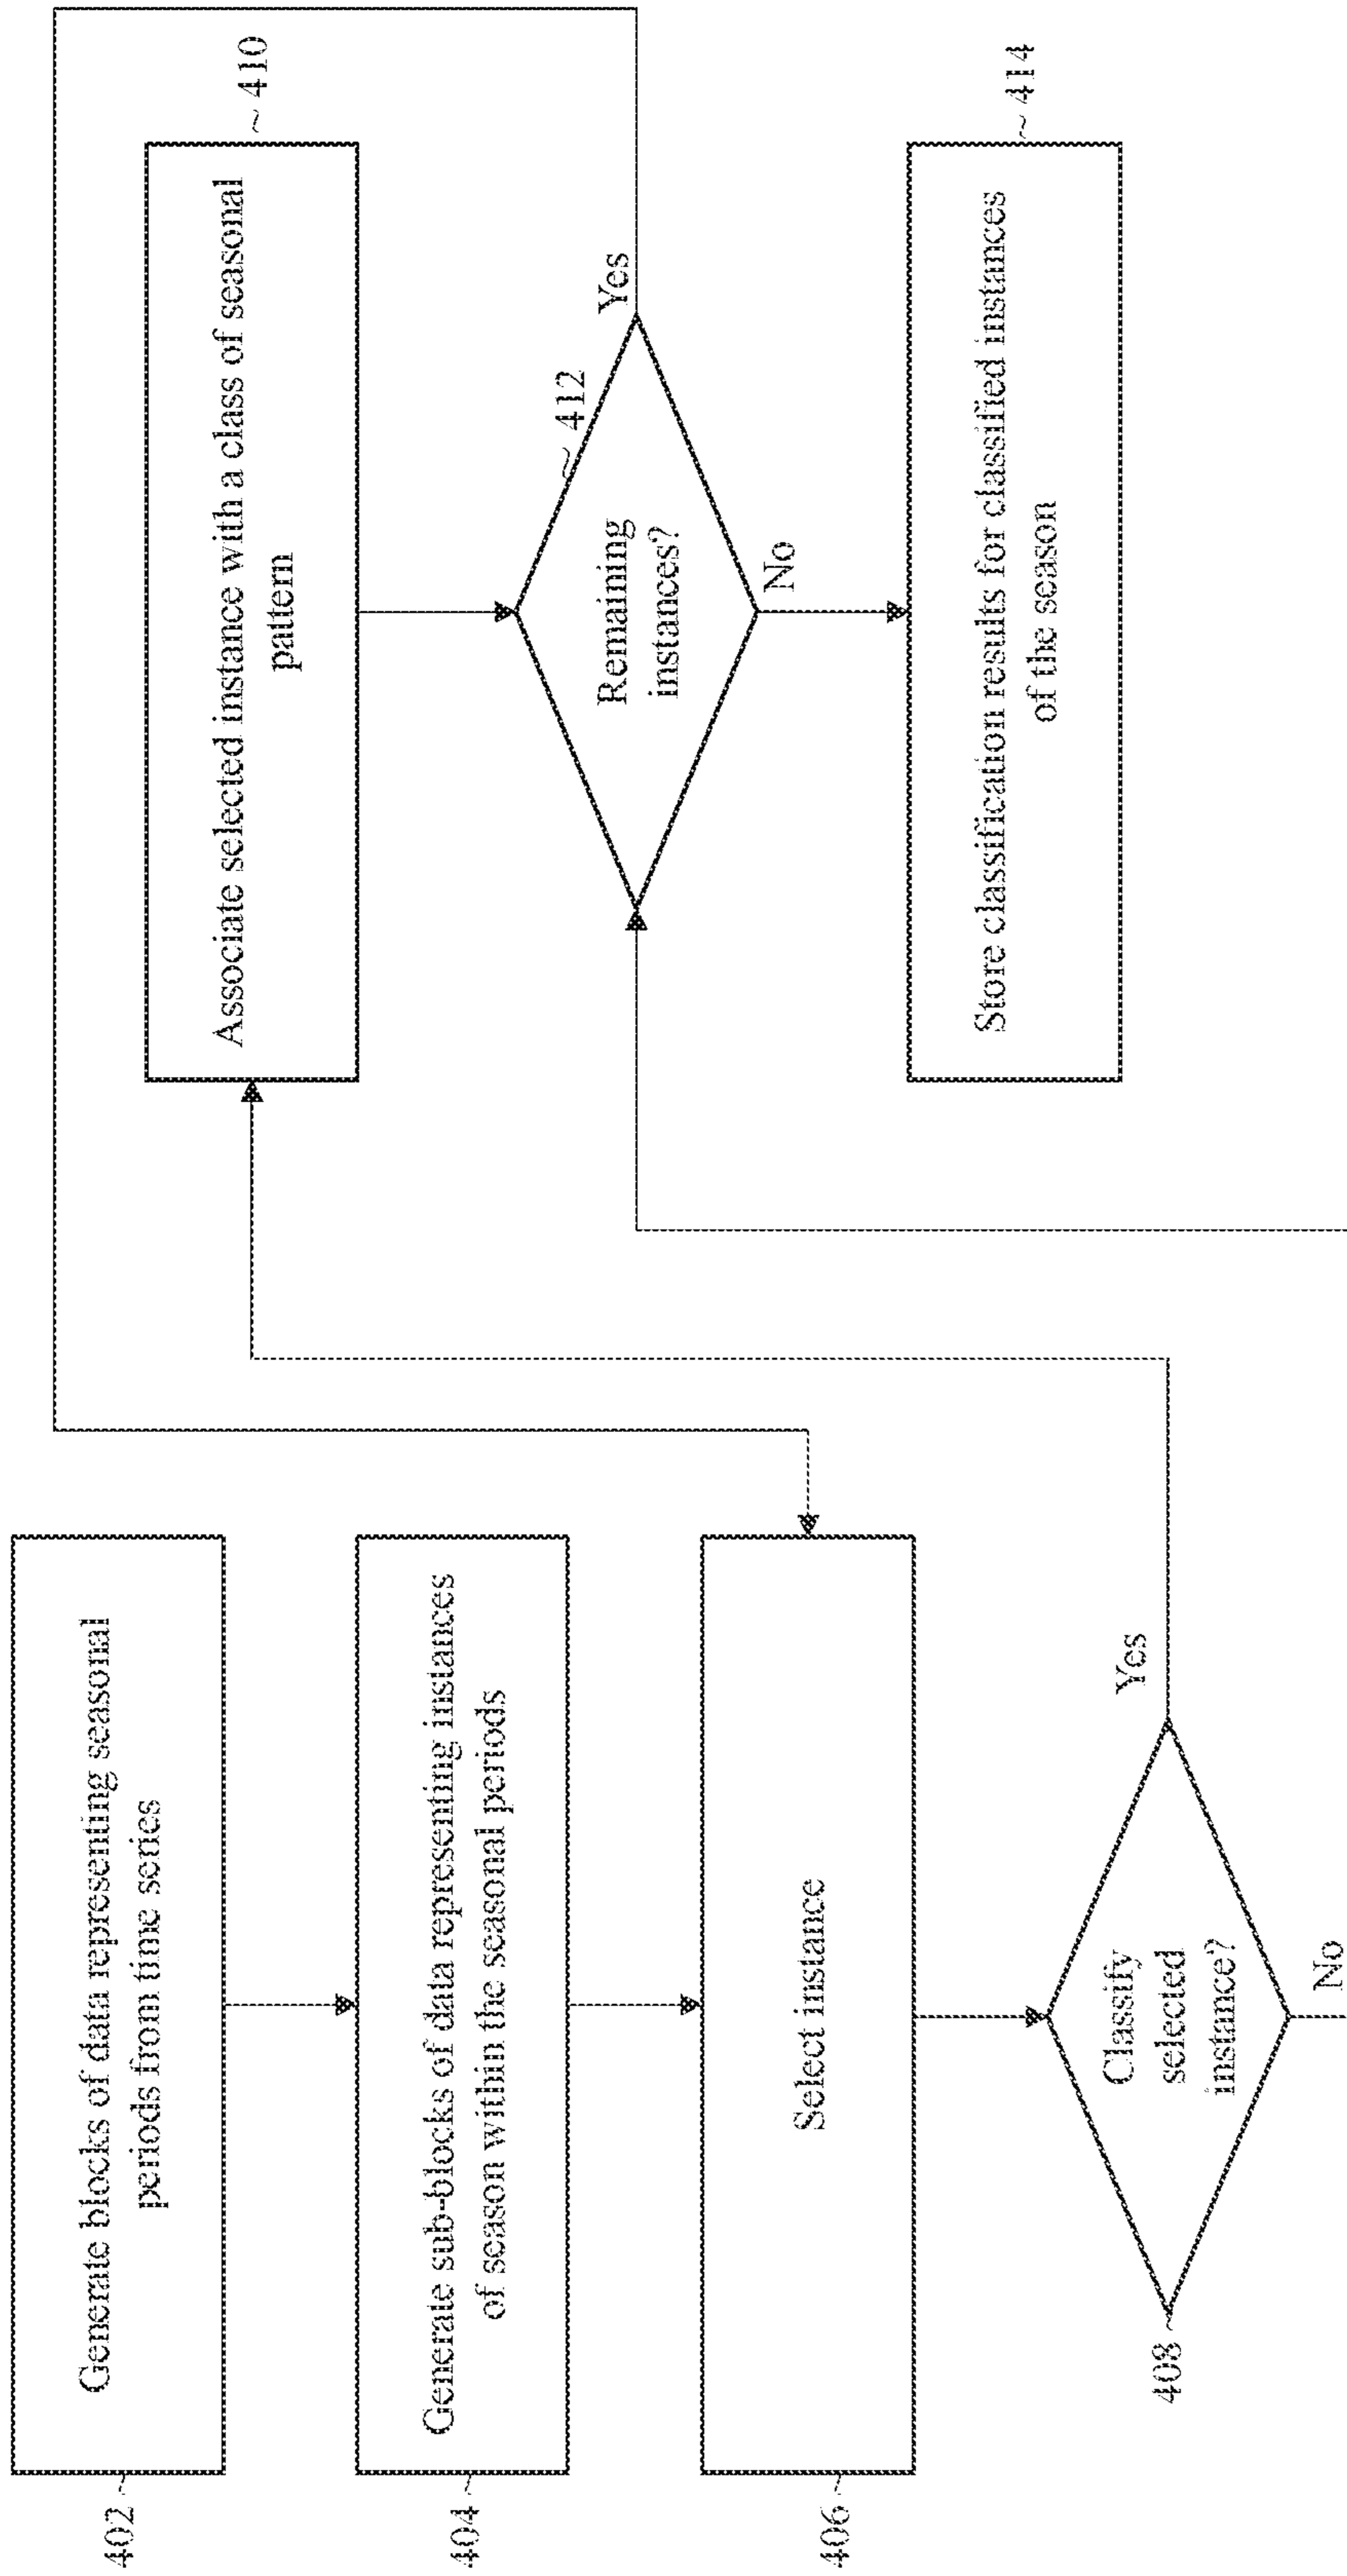 402 ~
Generate blocks of data representing seasonal
periods from time series
404 ~
Generate sub-blocks of data representing instances
of season within the seasonal periods
406 ~
Select instance
408 ~
Classify
selected
instance?
Yes
No
Associate selected instance with a class of seasonal
pattern
~ 410
Remaining
instances?
~ 412
Yes
No
Store classification results for classified instances
of the season
~ 414